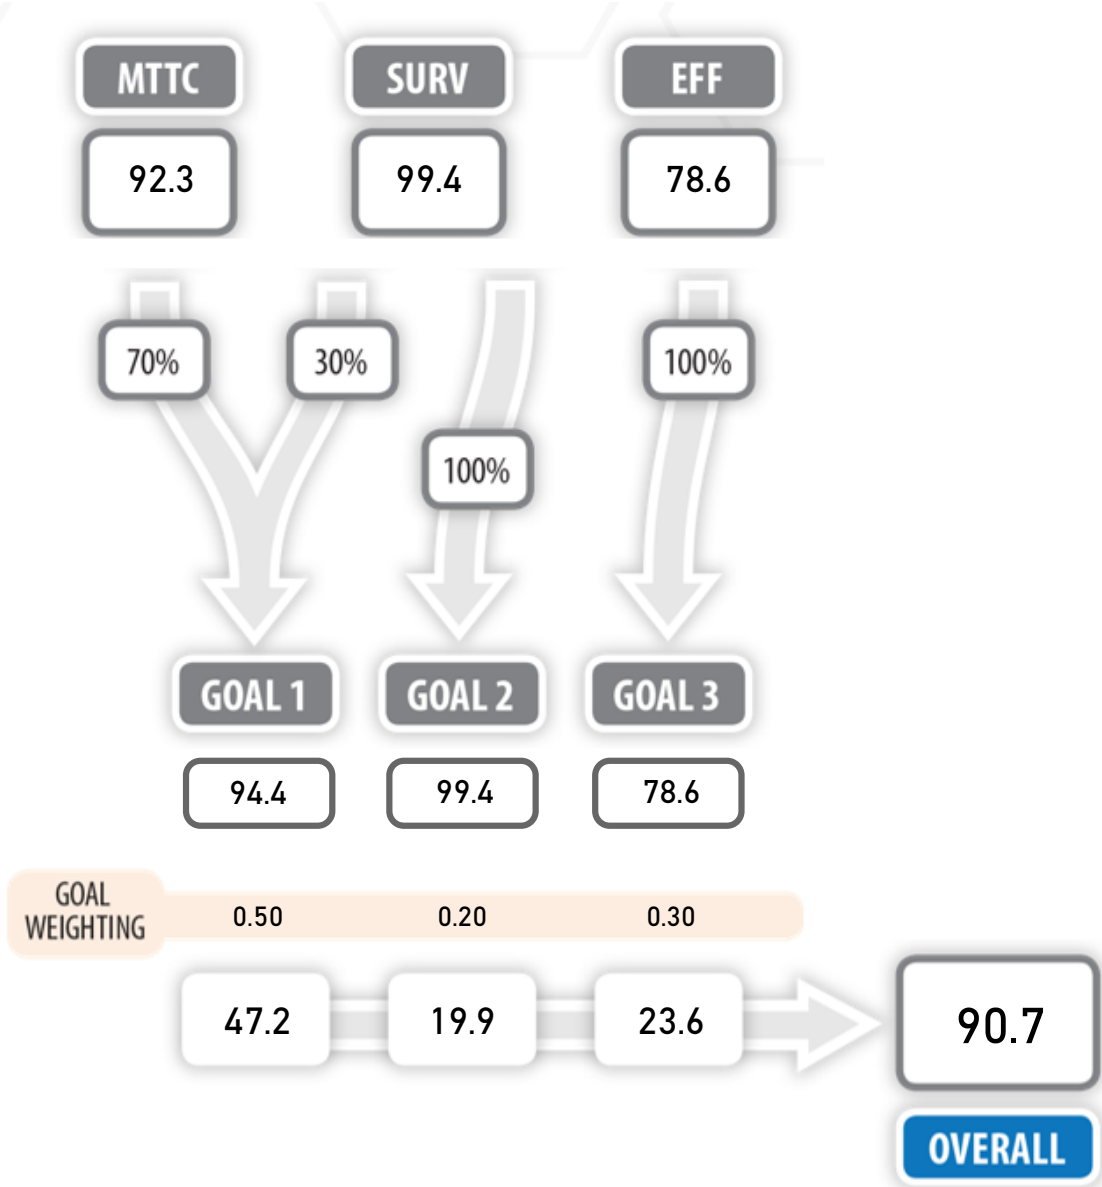 MTTC SURV EFF
92.3 99.4 78.6
70% 30% 100%
100%
GOAL 1 GOAL 2 GOAL 3
94.4 99.4 78.6
GOAL
WEIGHTING
0.50 0.20 0.30
47.2 19.9 23.6 90.7
OVERALL